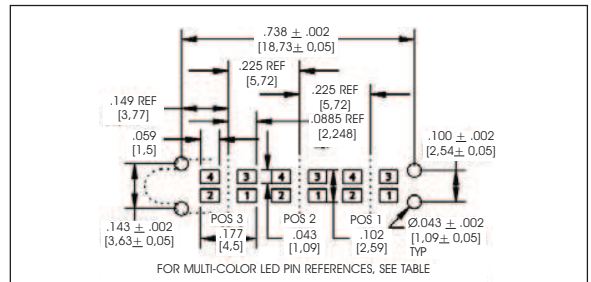 .738 ± .002
[18,73± 0,05]
.225 REF
[5,72]
.225 REF
[5,72]
.149 REF
[3,77]
.0885 REF
[2,248]
.059
[1,5]
.100 ± .002
[2,54± 0,05]
4 3 4 3 4 3
2 1 2 1 2 1
POS 3 POS 2 POS 1
.143 ± .002
[3,63± 0,05]
.177
[4,5]
.043
[1,09]
.102
[2,59]
Ø.043 ± .002
[1,09± 0,05]
TYP
FOR MULTI-COLOR LED PIN REFERENCES, SEE TABLE